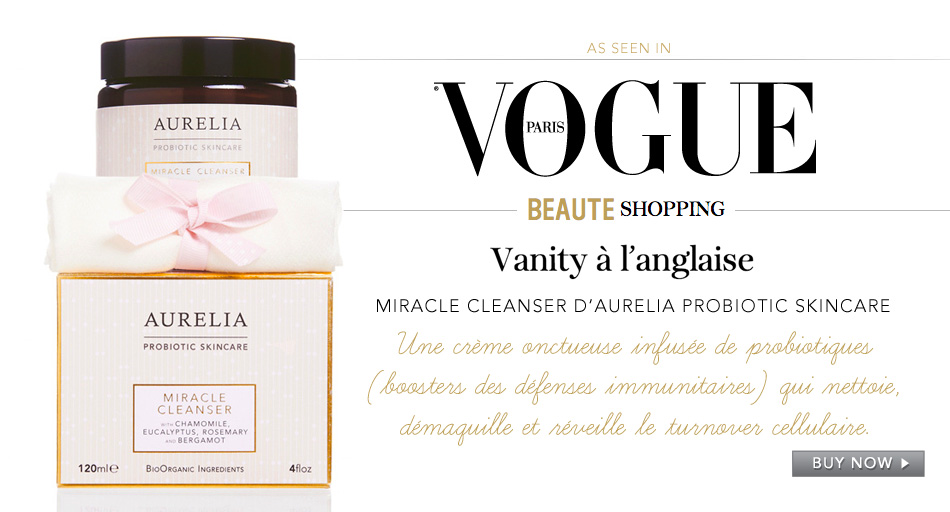 AURELIA
PROBIOTIC SKINCARE
MIRACLE CLEANSER
AURELIA
PROBIOTIC SKINCARE
MIRACLE
CLEANSER
WITH CHAMOMILE,
EUCALYPTUS, ROSEMARY
AND BERGAMOT
120ml℮ BIOORGANIC INGREDIENTS 4floz
AS SEEN IN
® VOGUE
PARIS
BEAUTE SHOPPING
Vanity à l’anglaise
MIRACLE CLEANSER D’AURELIA PROBIOTIC SKINCARE
Une crème onctueuse infusée de probiotiques
(boosters des défenses immunitaires) qui nettoie,
démaquille et réveille le turnover cellulaire.
BUY NOW